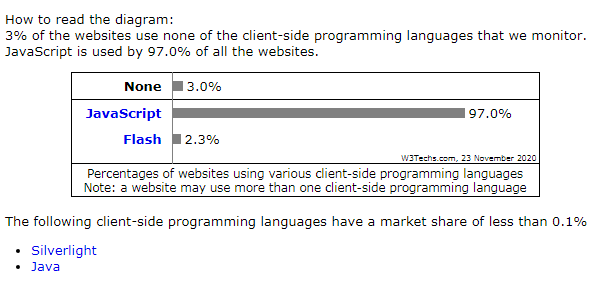 How to read the diagram:
3% of the websites use none of the client-side programming languages that we monitor.
JavaScript is used by 97.0% of all the websites.
None 3.0%
JavaScript 97.0%
Flash 2.3%
W3Techs.com, 23 November 2020
Percentages of websites using various client-side programming languages
Note: a website may use more than one client-side programming language
The following client-side programming languages have a market share of less than 0.1%
• Silverlight
• Java